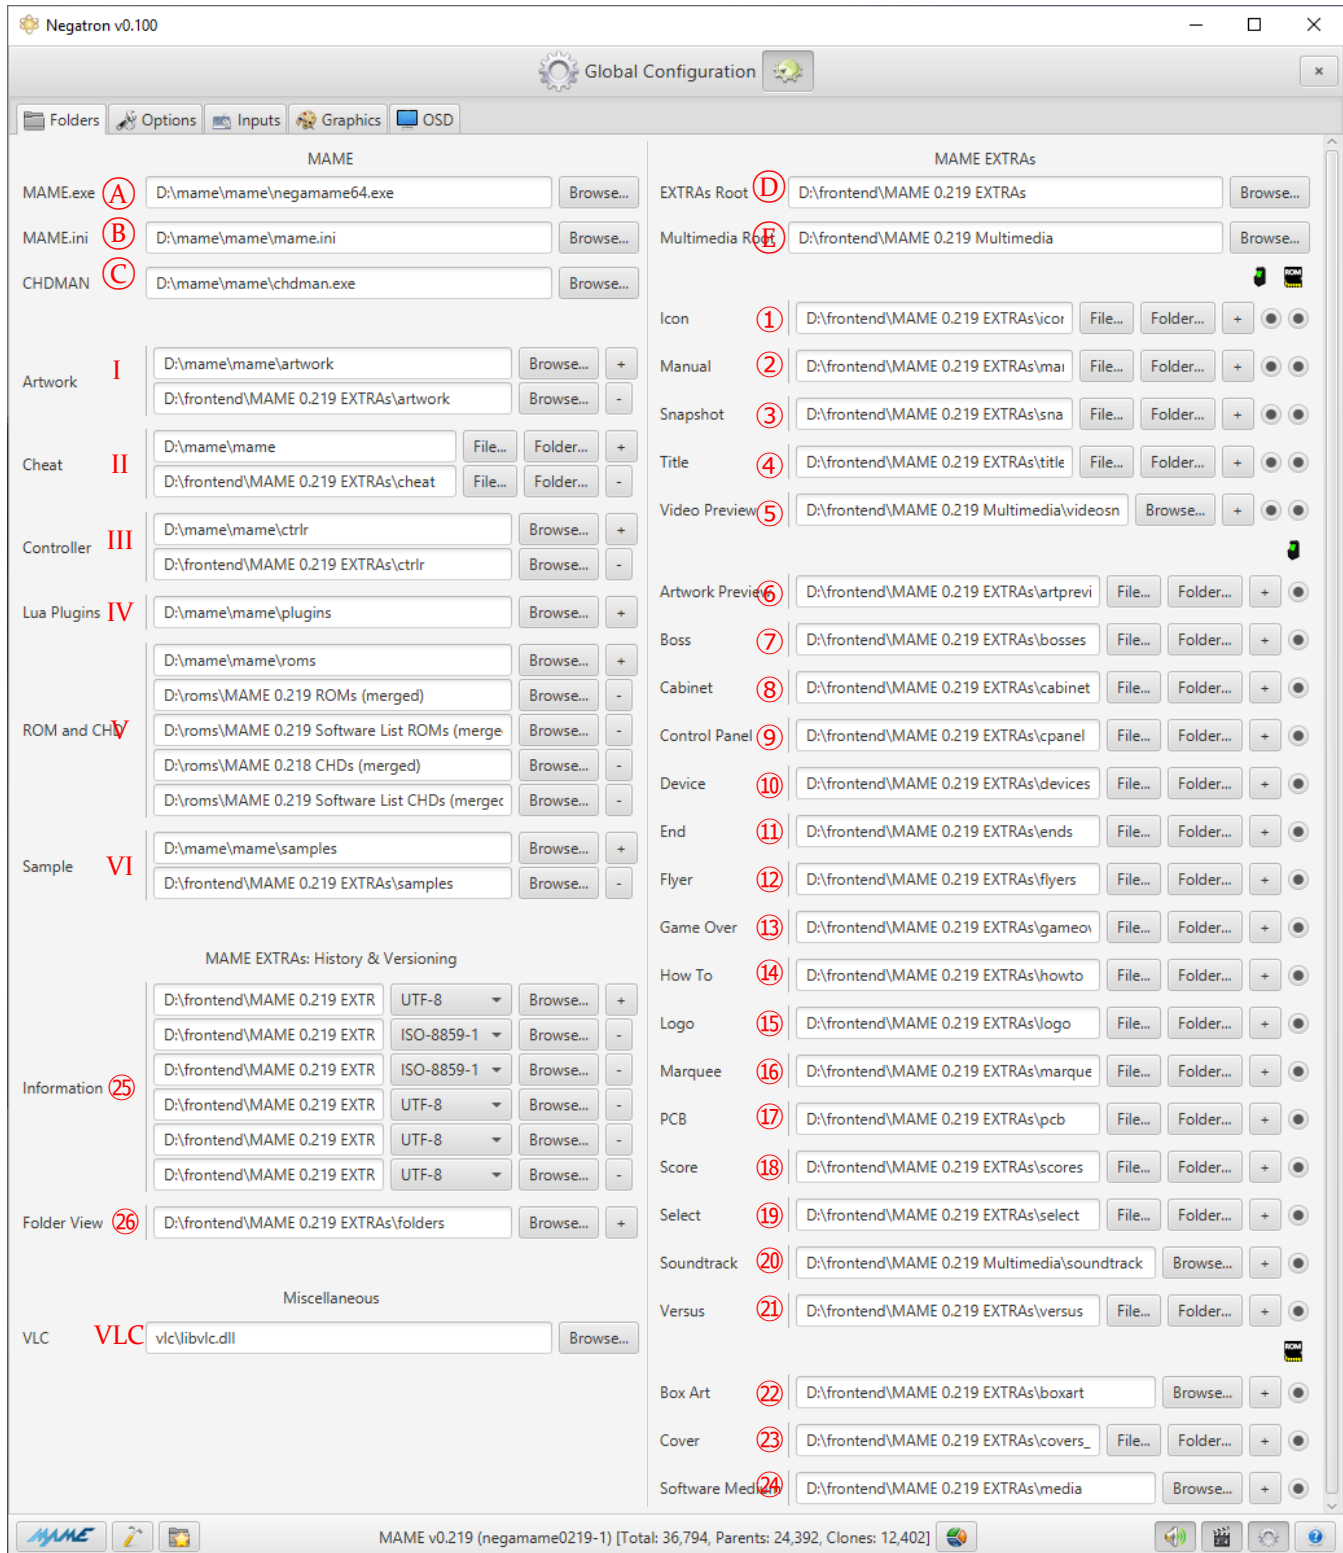 Negatron v0.100
Global Configuration
Folders Options Inputs Graphics OSD
MAME
MAME.exe Ⓐ D:\mame\mame\negamame64.exe Browse...
MAME.ini Ⓑ D:\mame\mame\mame.ini Browse...
CHDMAN Ⓒ D:\mame\mame\chdman.exe Browse...
Artwork I D:\mame\mame\artwork Browse... +
D:\frontend\MAME 0.219 EXTRAs\artwork Browse... -
Cheat II D:\mame\mame File... Folder... +
D:\frontend\MAME 0.219 EXTRAs\cheat File... Folder... -
Controller III D:\mame\mame\ctrlr Browse... +
D:\frontend\MAME 0.219 EXTRAs\ctrlr Browse... -
Lua Plugins IV D:\mame\mame\plugins Browse... +
ROM and CHD V D:\mame\mame\roms Browse... +
D:\roms\MAME 0.219 ROMs (merged) Browse... -
D:\roms\MAME 0.219 Software List ROMs (merge Browse... -
D:\roms\MAME 0.218 CHDs (merged) Browse... -
D:\roms\MAME 0.219 Software List CHDs (merged Browse... -
Sample VI D:\mame\mame\samples Browse... +
D:\frontend\MAME 0.219 EXTRAs\samples Browse... -
MAME EXTRAs: History & Versioning
Information ㉕ D:\frontend\MAME 0.219 EXTR UTF-8 Browse... +
D:\frontend\MAME 0.219 EXTR ISO-8859-1 Browse... -
D:\frontend\MAME 0.219 EXTR ISO-8859-1 Browse... -
D:\frontend\MAME 0.219 EXTR UTF-8 Browse... -
D:\frontend\MAME 0.219 EXTR UTF-8 Browse... -
D:\frontend\MAME 0.219 EXTR UTF-8 Browse... -
Folder View ㉖ D:\frontend\MAME 0.219 EXTRAs\folders Browse... +
Miscellaneous
VLC VLC vlc\libvlc.dll Browse...
MAME EXTRAs
EXTRAs Root Ⓓ D:\frontend\MAME 0.219 EXTRAs Browse...
Multimedia Root Ⓔ D:\frontend\MAME 0.219 Multimedia Browse...
ROM
Icon ① D:\frontend\MAME 0.219 EXTRAs\icor File... Folder... +
Manual ② D:\frontend\MAME 0.219 EXTRAs\mai File... Folder... +
Snapshot ③ D:\frontend\MAME 0.219 EXTRAs\sna File... Folder... +
Title ④ D:\frontend\MAME 0.219 EXTRAs\title File... Folder... +
Video Preview ⑤ D:\frontend\MAME 0.219 Multimedia\videosn Browse... +
Artwork Preview ⑥ D:\frontend\MAME 0.219 EXTRAs\artprevi File... Folder... +
Boss ⑦ D:\frontend\MAME 0.219 EXTRAs\bosses File... Folder... +
Cabinet ⑧ D:\frontend\MAME 0.219 EXTRAs\cabinet File... Folder... +
Control Panel ⑨ D:\frontend\MAME 0.219 EXTRAs\cpanel File... Folder... +
Device ⑩ D:\frontend\MAME 0.219 EXTRAs\devices File... Folder... +
End ⑪ D:\frontend\MAME 0.219 EXTRAs\ends File... Folder... +
Flyer ⑫ D:\frontend\MAME 0.219 EXTRAs\flyers File... Folder... +
Game Over ⑬ D:\frontend\MAME 0.219 EXTRAs\gameov File... Folder... +
How To ⑭ D:\frontend\MAME 0.219 EXTRAs\howto File... Folder... +
Logo ⑮ D:\frontend\MAME 0.219 EXTRAs\logo File... Folder... +
Marquee ⑯ D:\frontend\MAME 0.219 EXTRAs\marque File... Folder... +
PCB ⑰ D:\frontend\MAME 0.219 EXTRAs\pcb File... Folder... +
Score ⑱ D:\frontend\MAME 0.219 EXTRAs\scores File... Folder... +
Select ⑲ D:\frontend\MAME 0.219 EXTRAs\select File... Folder... +
Soundtrack ⑳ D:\frontend\MAME 0.219 Multimedia\soundtrack Browse... +
Versus ㉑ D:\frontend\MAME 0.219 EXTRAs\versus File... Folder... +
ROM
Box Art ㉒ D:\frontend\MAME 0.219 EXTRAs\boxart Browse... +
Cover ㉓ D:\frontend\MAME 0.219 EXTRAs\covers_ File... Folder... +
Software Medium ㉔ D:\frontend\MAME 0.219 EXTRAs\media Browse... +
MAME MAME v0.219 (negamame0219-1) [Total: 36,794, Parents: 24,392, Clones: 12,402]